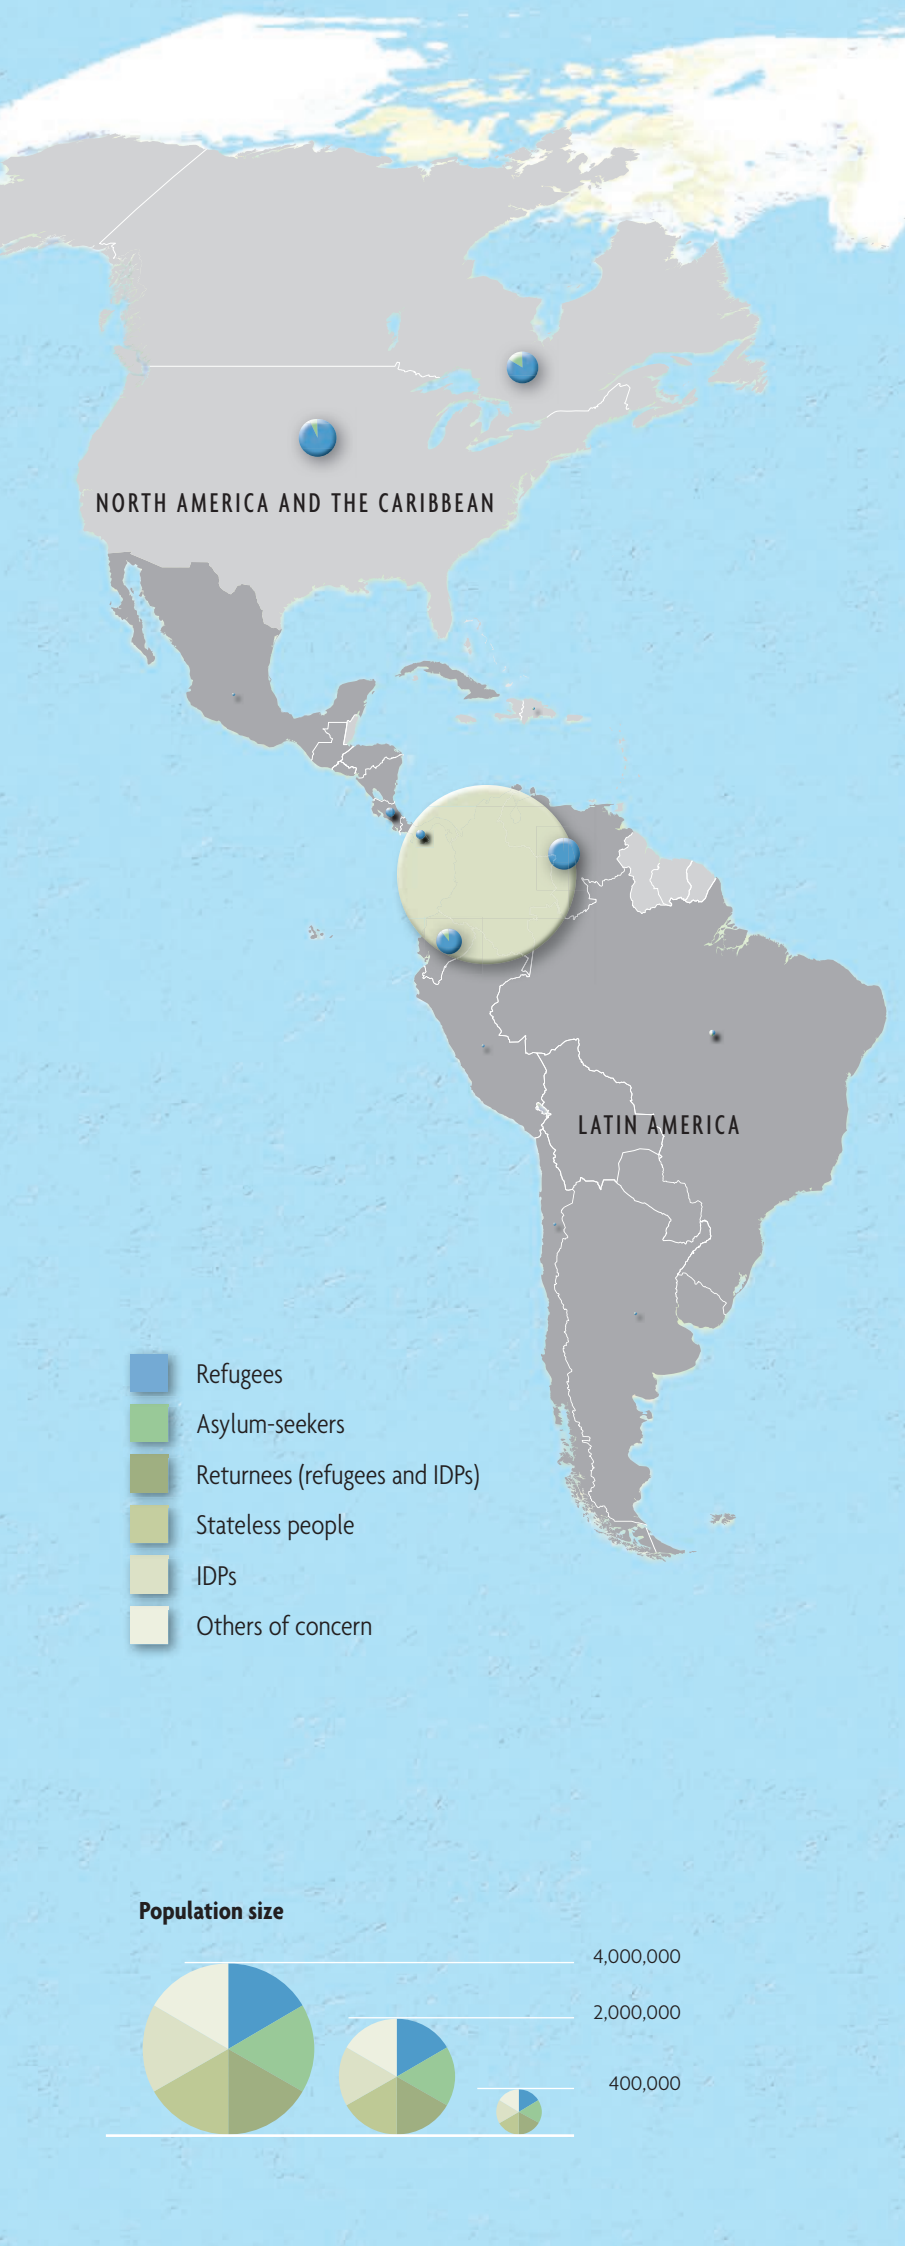 NORTH AMERICA AND THE CARIBBEAN
LATIN AMERICA
Refugees
Asylum-seekers
Returnees (refugees and IDPs)
Stateless people
IDPs
Others of concern
Population size
4,000,000
2,000,000
400,000